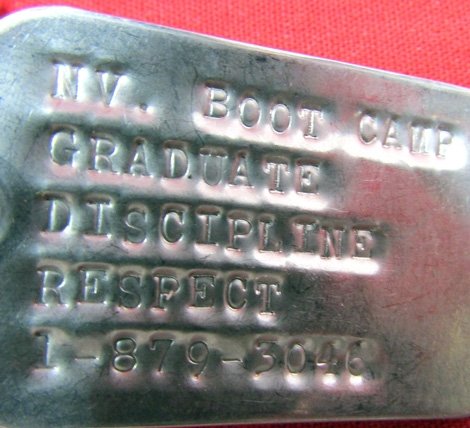 NV. BOOT CAMP
GRADUATE
DISCIPLINE
RESPECT
1-879-3046